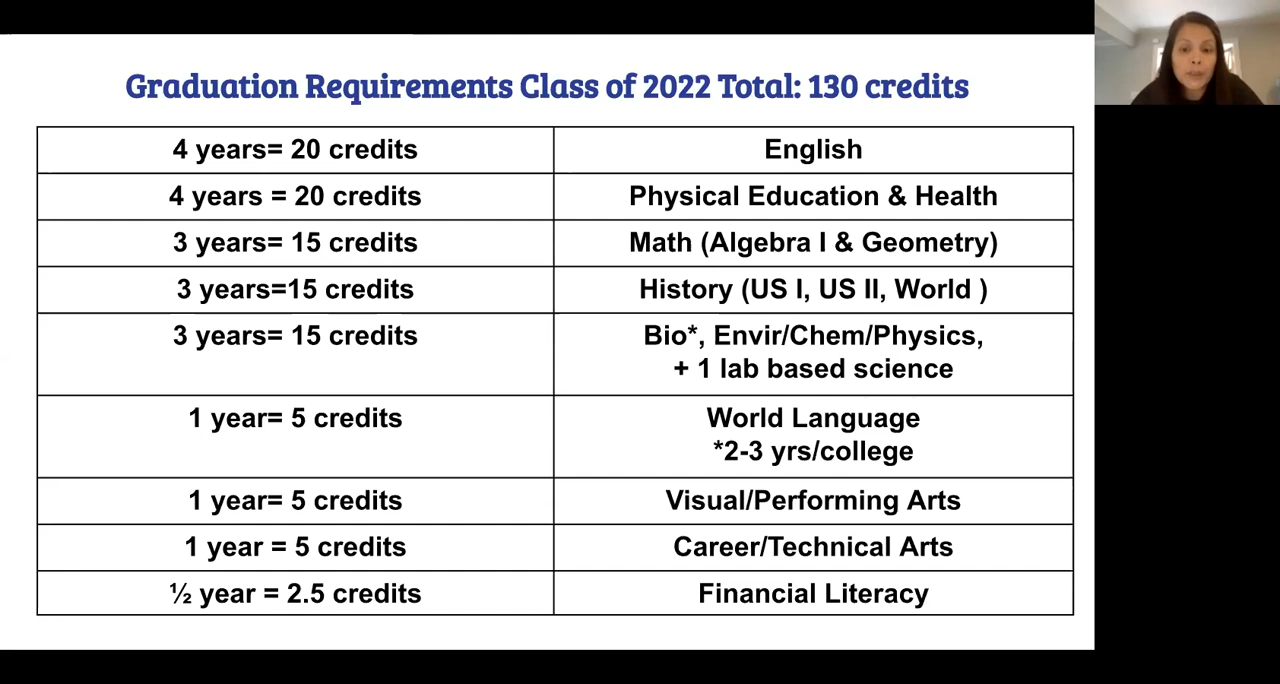 Graduation Requirements Class of 2022 Total: 130 credits
4 years= 20 credits English
4 years = 20 credits Physical Education & Health
3 years= 15 credits Math (Algebra I & Geometry)
3 years=15 credits History (US I, US II, World )
3 years= 15 credits Bio*, Envir/Chem/Physics,
+ 1 lab based science
1 year= 5 credits World Language
*2-3 yrs/college
1 year= 5 credits Visual/Performing Arts
1 year = 5 credits Career/Technical Arts
½ year = 2.5 credits Financial Literacy